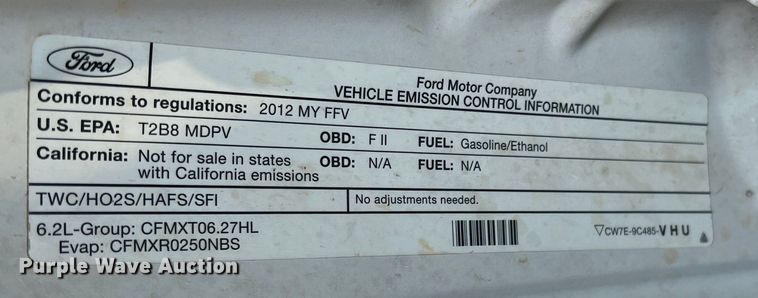 Ford
Ford Motor Company
VEHICLE EMISSION CONTROL INFORMATION
Conforms to regulations: 2012 MY FFV
U.S. EPA: T2B8 MDPV OBD: F II FUEL: Gasoline/Ethanol
California: Not for sale in states OBD: N/A FUEL: N/A
with California emissions
TWC/HO2S/HAFS/SFI No adjustments needed.
6.2L-Group: CFMXT06.27HL
Evap: CFMXR0250NBS
▽CW7E-9C485-VHU
Purple Wave Auction